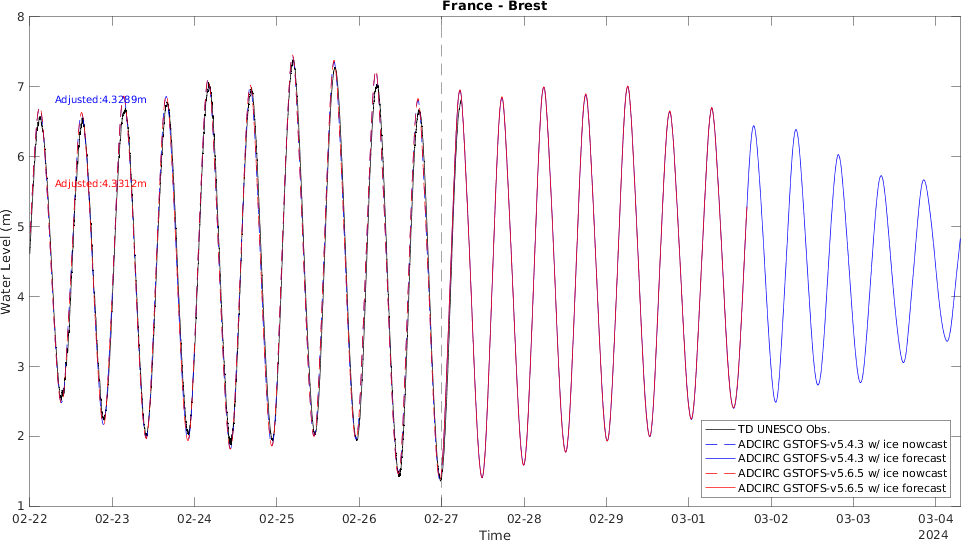 France - Brest
8
7
6
5
4
3
2
1
Water Level (m)
Adjusted:4.3289m
Adjusted:4.3312m
TD UNESCO Obs.
ADCIRC GSTOFS-v5.4.3 w/ ice nowcast
ADCIRC GSTOFS-v5.4.3 w/ ice forecast
ADCIRC GSTOFS-v5.6.5 w/ ice nowcast
ADCIRC GSTOFS-v5.6.5 w/ ice forecast
02-22 02-23 02-24 02-25 02-26 02-27 02-28 02-29 03-01 03-02 03-03 03-04
Time
2024